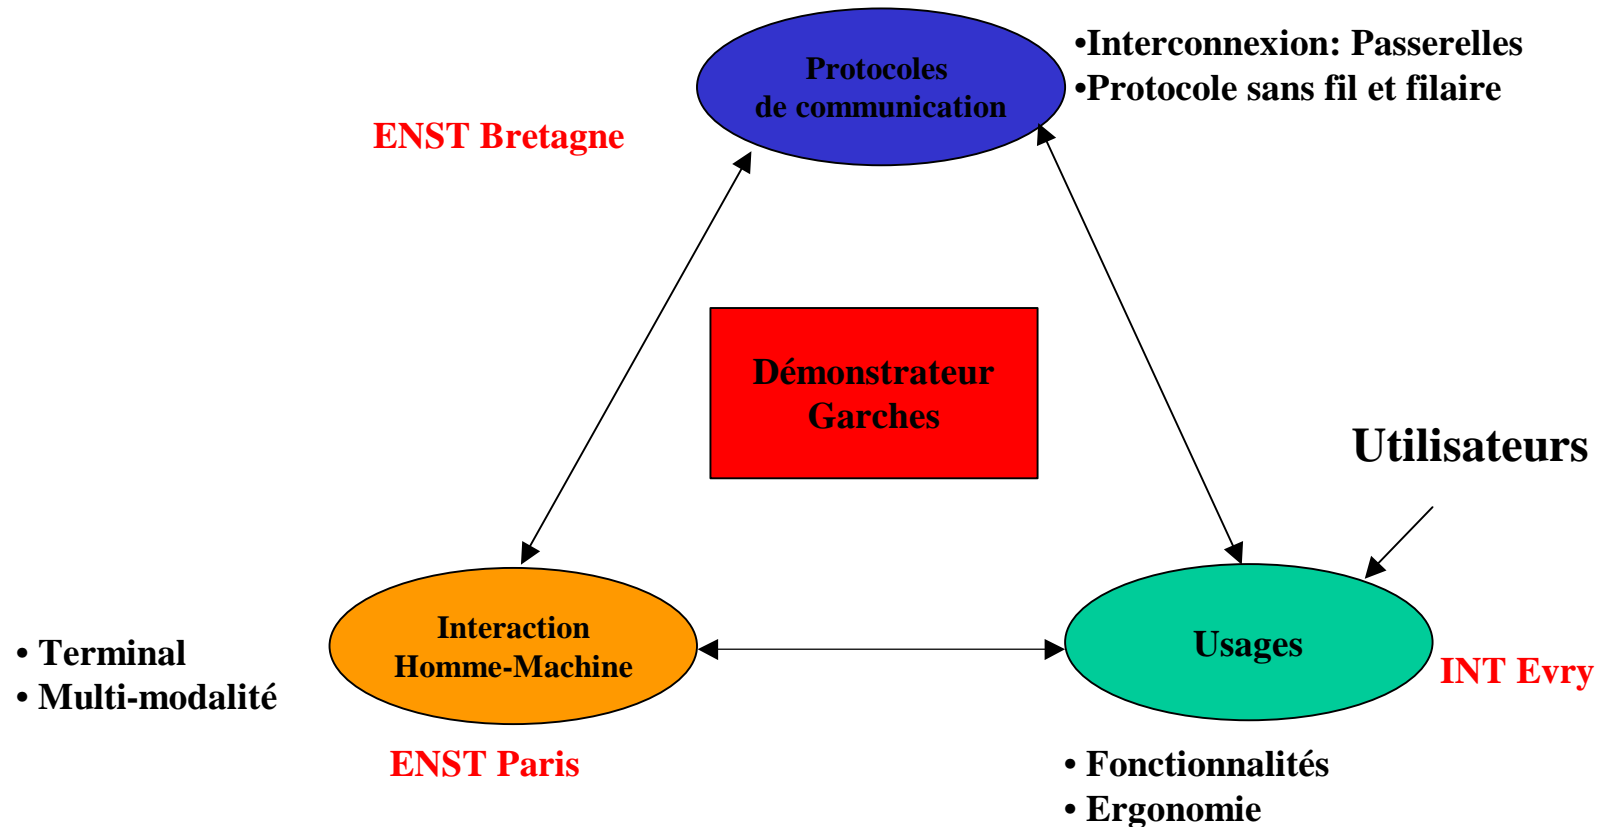 Protocoles
de communication
•Interconnexion: Passerelles
•Protocole sans fil et filaire
ENST Bretagne
Démonstrateur
Garches
Utilisateurs
Interaction
Homme-Machine
• Terminal
• Multi-modalité
ENST Paris
Usages
INT Evry
• Fonctionnalités
• Ergonomie